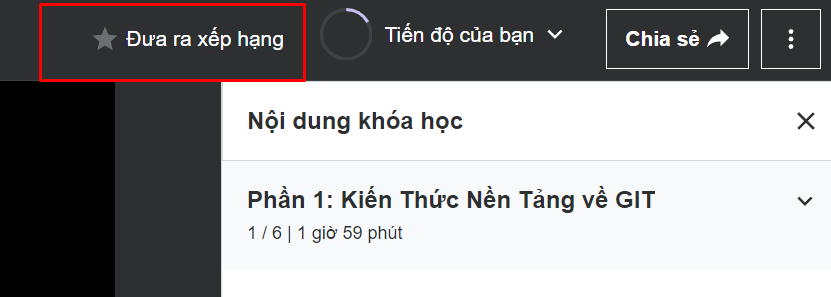 Đưa ra xếp hạng
Tiến độ của bạn
Chia sẻ
Nội dung khóa học
Phần 1: Kiến Thức Nền Tảng về GIT
1 / 6 | 1 giờ 59 phút